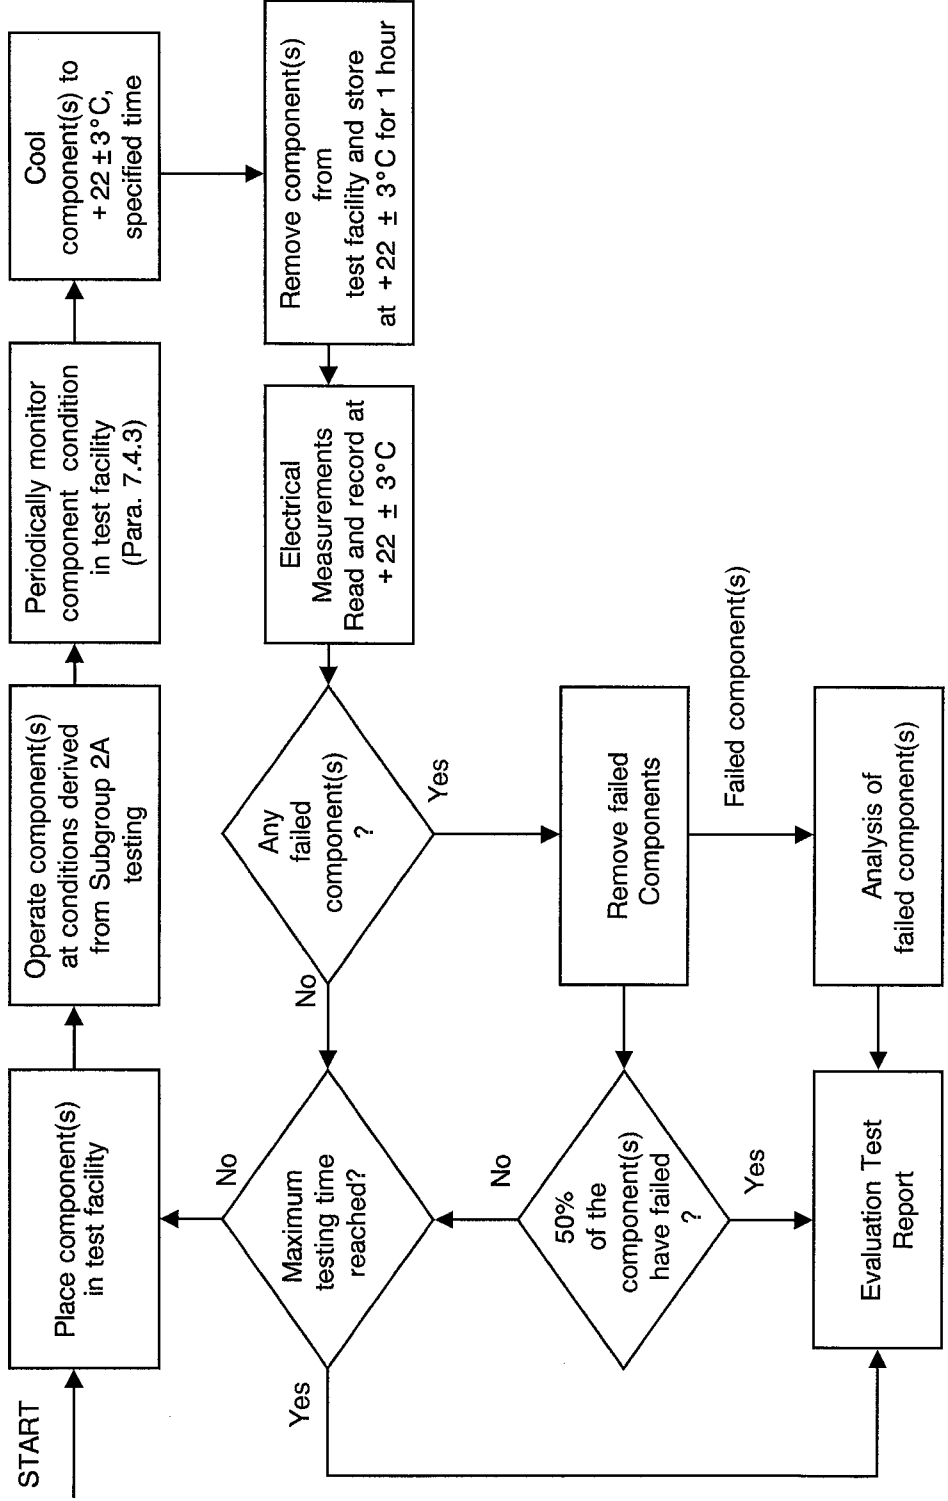 START
Place component(s)
in test facility
Operate component(s)
at conditions derived
from Subgroup 2A
testing
Periodically monitor
component condition
in test facility
(Para. 7.4.3)
Cool
component(s) to
+22 ±3°C,
specified time
Remove component(s)
from
test facility and store
at +22 ± 3°C for 1 hour
Electrical
Measurements
Read and record at
+22 ± 3°C
Any
failed
component(s)
?
No
Yes
Maximum
testing time
reached?
No
Yes
Remove failed
Components
Failed component(s)
50%
of the
component(s)
have failed
?
No
Yes
Analysis of
failed component(s)
Evaluation Test
Report